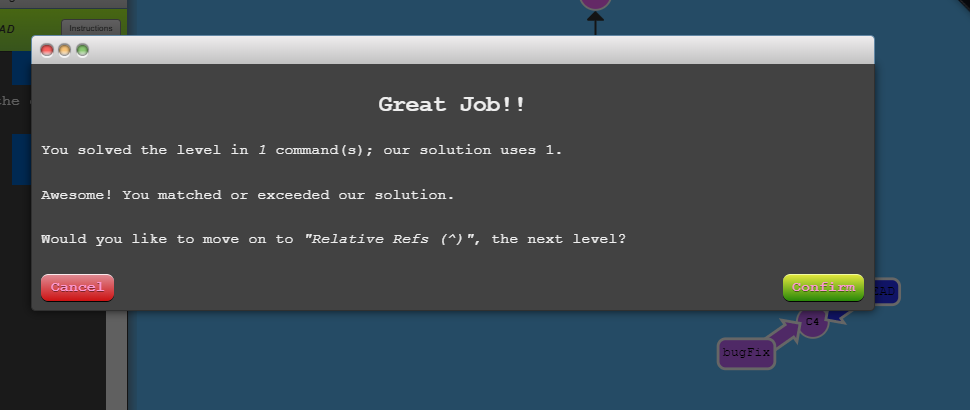 AD
Instructions
the
Great Job!!
You solved the level in 1 command(s); our solution uses 1.
Awesome! You matched or exceeded our solution.
Would you like to move on to "Relative Refs (^)", the next level?
Cancel
Confirm
AD
C4
bugFix